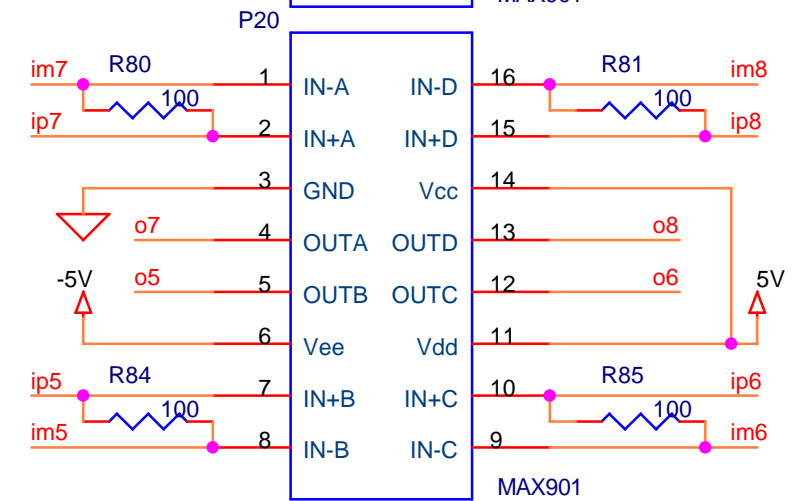 MAX901
P20
im7 R80 1 IN-A IN-D 16 R81 im8
100 100
ip7 2 IN+A IN+D 15 ip8
3 GND Vcc 14
o7 4 OUTA OUTD 13 o8
-5V o5 5 OUTB OUTC 12 o6 5V
6 Vee Vdd 11
ip5 R84 7 IN+B IN+C 10 R85 ip6
100 100
im5 8 IN-B IN-C 9 im6
MAX901